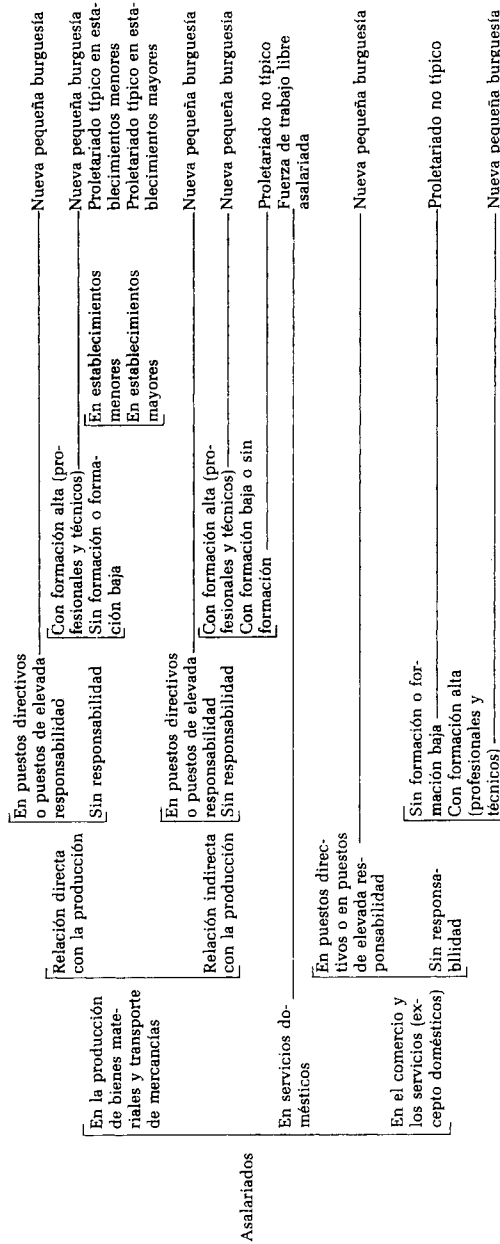 Asalariados
En la producción
de bienes mate-
riales y transporte
de mercancías
Relación directa
con la producción
En puestos directivos
o puestos de elevada
responsabilidad
Nueva pequeña burguesía
Sin responsabilidad
Con formación alta (pro-
fesionales y técnicos)
Nueva pequeña burguesía
Sin formación o forma-
ción baja
En establecimientos
menores
Proletariado típico en esta-
blecimientos menores
En establecimientos
mayores
Proletariado típico en esta-
blecimientos mayores
Relación indirecta
con la producción
En puestos directivos
o puestos de elevada
responsabilidad
Nueva pequeña burguesía
Sin responsabilidad
Con formación alta (pro-
fesionales y técnicos)
Nueva pequeña burguesía
Con formación baja o sin
formación
Proletariado no típico
En servicios do-
mésticos
Fuerza de trabajo libre
asalariada
En el comercio y
los servicios (ex-
cepto domésticos)
En puestos direc-
tivos o en puestos
de elevada res-
ponsabilidad
Nueva pequeña burguesía
Sin responsa-
bllidad
Sin formación o for-
mación baja
Proletariado no típico
Con formación alta
(profesionales y
técnicos)
Nueva pequeña burguesía